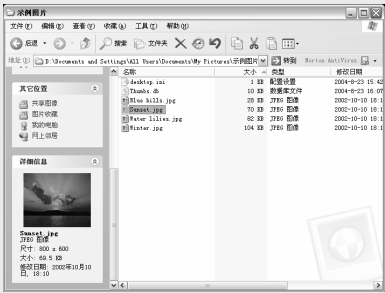 示例图片
文件(F) 编辑(E) 查看(V) 收藏(A) 工具(T) 帮助(H)
后退 搜索 文件夹
地址(D) D:\Documents and Settings\All Users\Documents\My Pictures\示例图片 转到 Norton AntiVirus
其它位置
共享图像
图片收藏
我的电脑
网上邻居
详细信息
Sunset.jpg
JPEG 图像
尺寸: 800 x 600
大小: 69.5 KB
修改日期: 2002年10月10
日, 18:10
名称 大小 类型 修改日期
desktop.ini 1 KB 配置设置 2004-8-23 15:42
Thumbs.db 10 KB 数据库文件 2004-8-23 16:07
Blue hills.jpg 28 KB JPEG 图像 2002-10-10 18:1
Sunset.jpg 70 KB JPEG 图像 2002-10-10 18:1
Water lilies.jpg 82 KB JPEG 图像 2002-10-10 18:1
Winter.jpg 104 KB JPEG 图像 2002-10-10 18:1